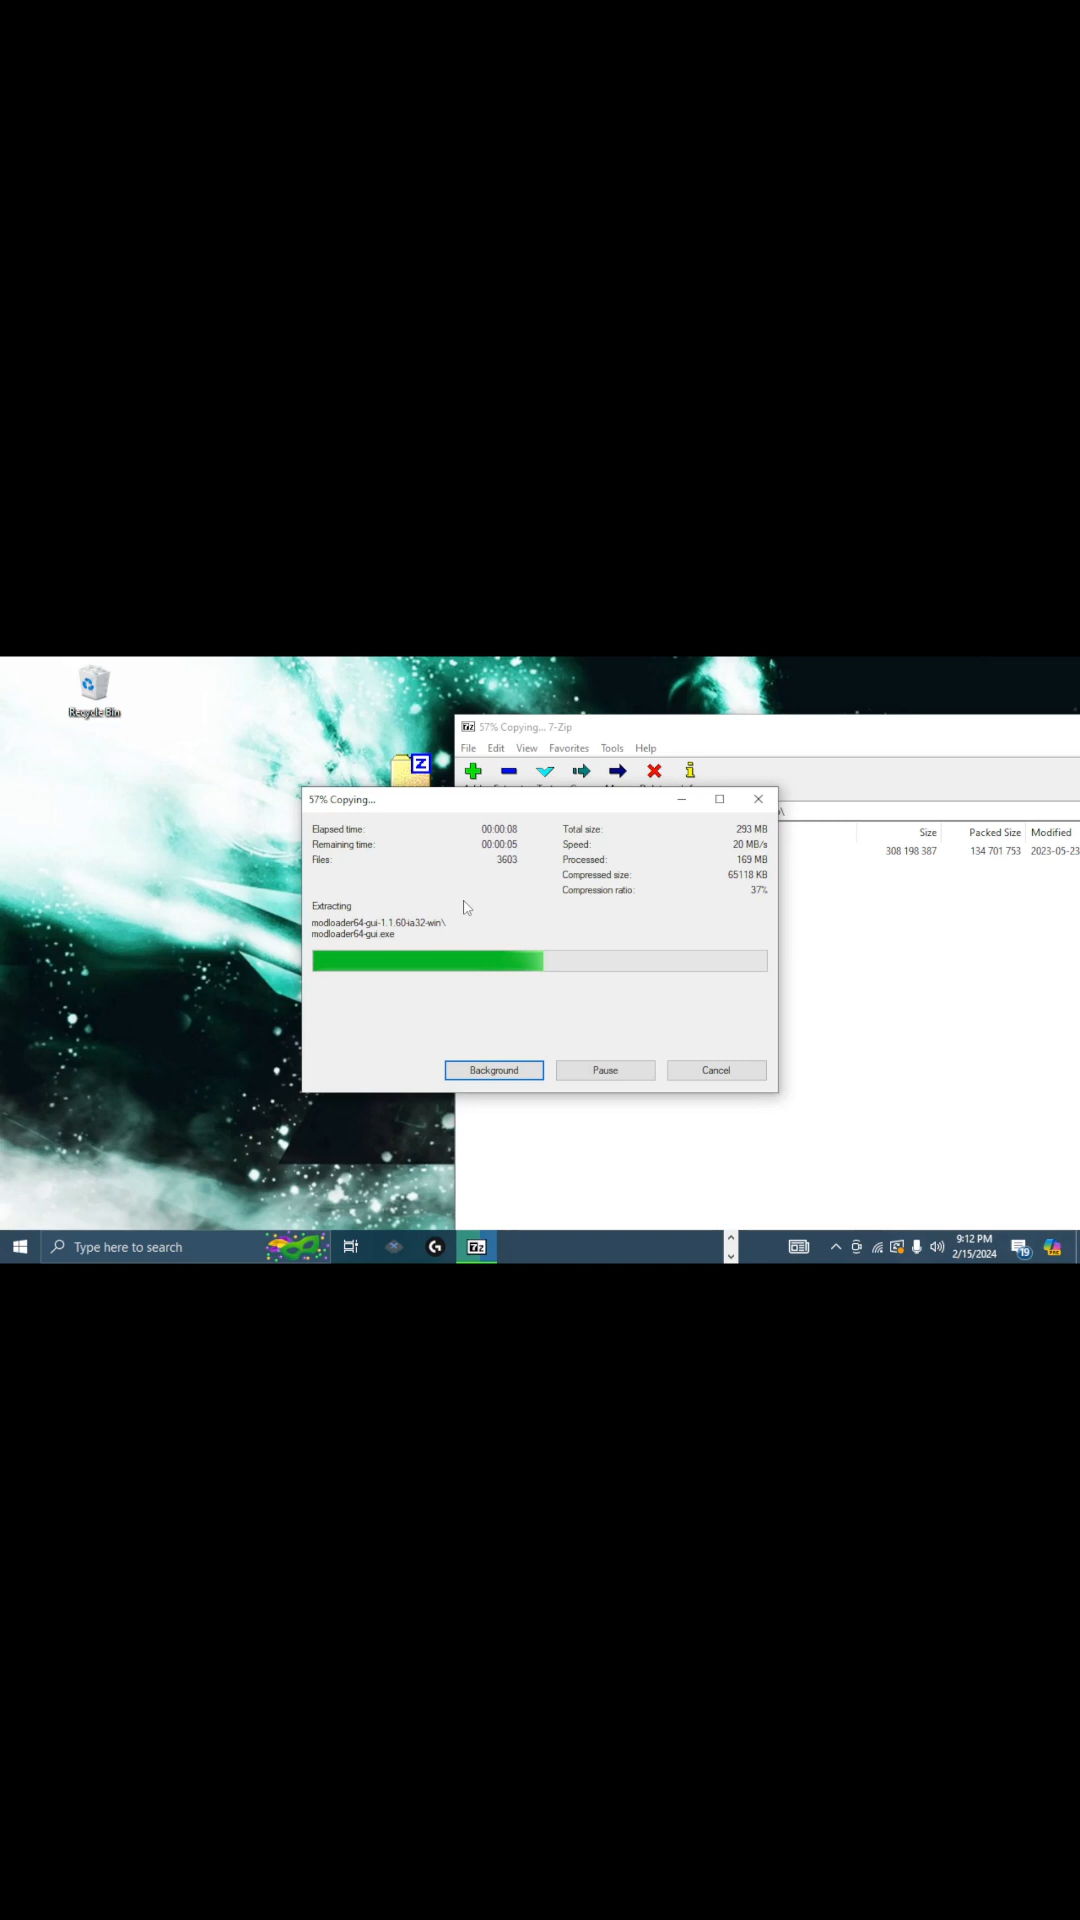 Recycle Bin
57% Copying... 7-Zip
File Edit View Favorites Tools Help
57% Copying...
\
Size Packed Size Modified
308 198 387 134 701 753 2023-05-23
Elapsed time: 00:00:08
Remaining time: 00:00:05
Files: 3603
Total size: 293 MB
Speed: 20 MB/s
Processed: 169 MB
Compressed size: 65118 KB
Compression ratio: 37%
Extracting
modloader64-gui-1.1.60-ia32-win\
modloader64-gui.exe
Background Pause Cancel
Type here to search
7z
9:12 PM
2/15/2024
19